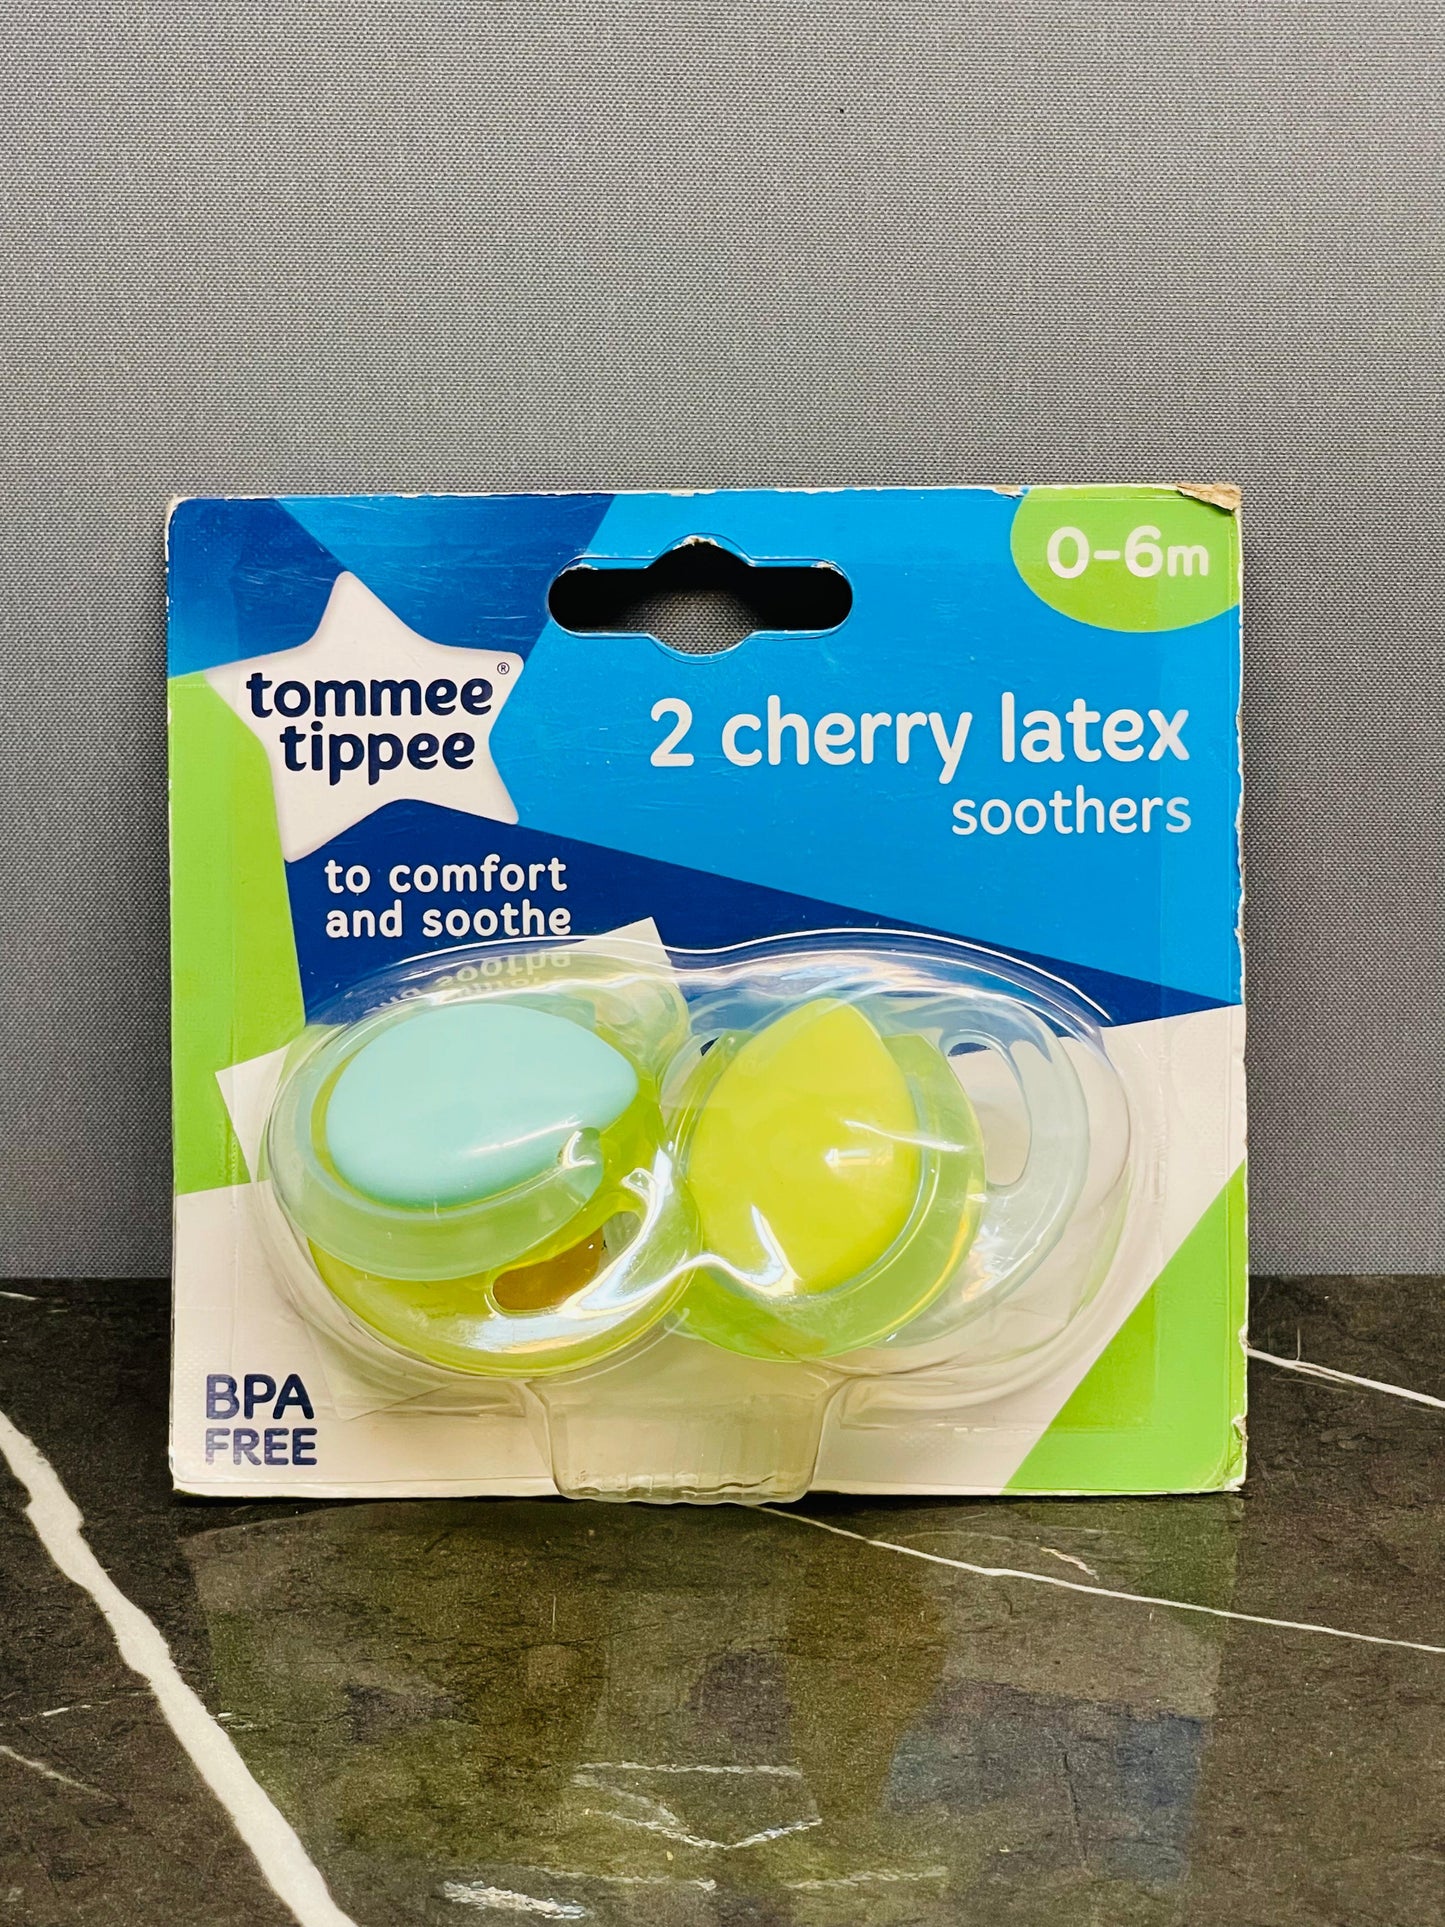 0-6m
tommee®
tippee
2 cherry latex
soothers
to comfort
and soothe
BPA
FREE